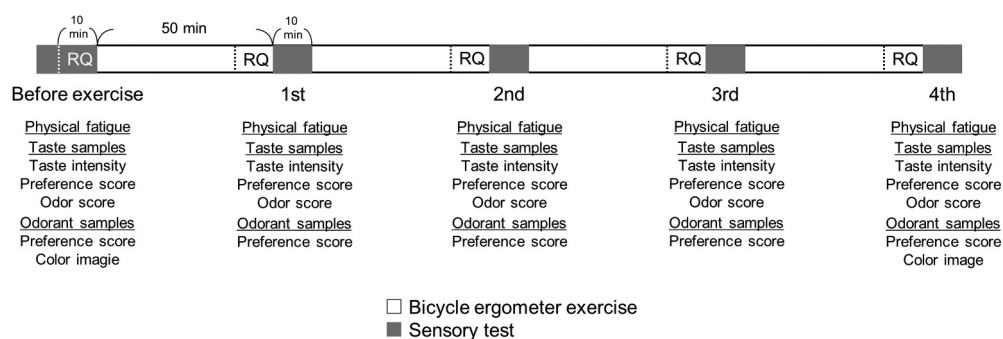 10
min
50 min
10
min
RQ
RQ
RQ
RQ
RQ
Before exercise
1st
2nd
3rd
4th
Physical fatigue
Taste samples
Taste intensity
Preference score
Odor score
Odorant samples
Preference score
Color imagie
Physical fatigue
Taste samples
Taste intensity
Preference score
Odor score
Odorant samples
Preference score
Physical fatigue
Taste samples
Taste intensity
Preference score
Odor score
Odorant samples
Preference score
Physical fatigue
Taste samples
Taste intensity
Preference score
Odor score
Odorant samples
Preference score
Physical fatigue
Taste samples
Taste intensity
Preference score
Odor score
Odorant samples
Preference score
Color image
Bicycle ergometer exercise
Sensory test